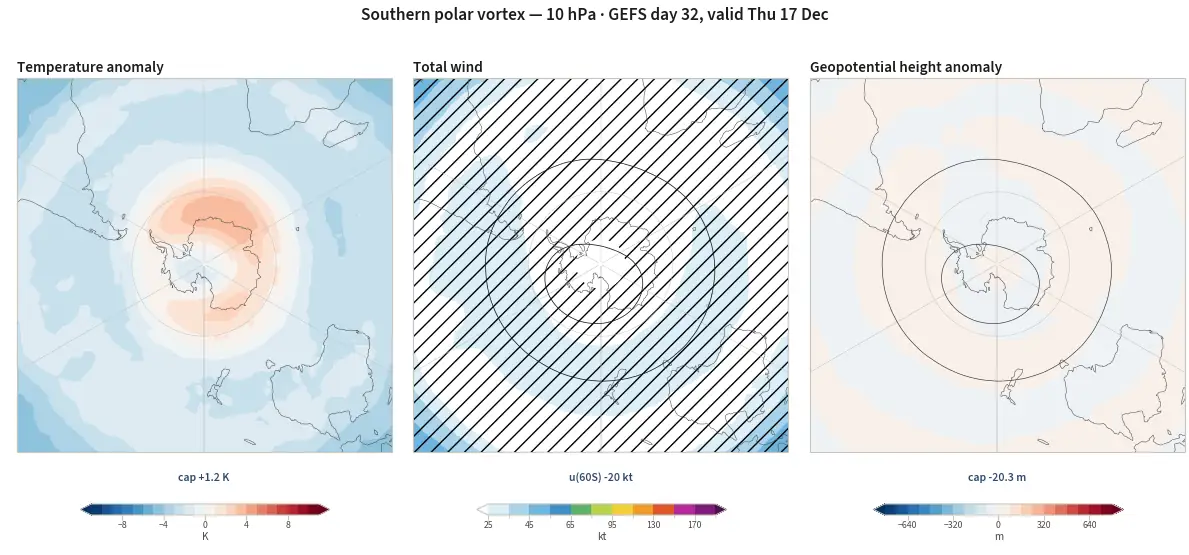 Southern polar vortex — 10 hPa · GEFS day 32, valid Thu 17 Dec
Temperature anomaly
Total wind
Geopotential height anomaly
cap +1.2 K
u(60S) -20 kt
cap -20.3 m
−8 −4 0 4 8
K
25 45 65 95 130 170
kt
−640 −320 0 320 640
m